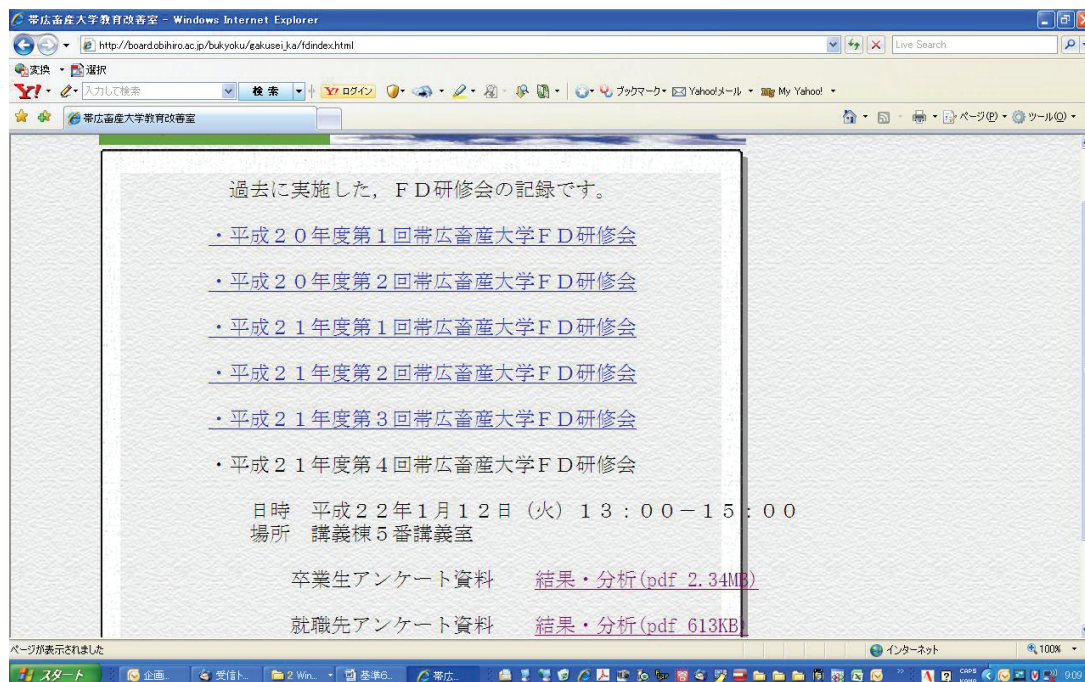 帯広畜産大学教育改善室 - Windows Internet Explorer
http://board.obihiro.ac.jp/bukyoku/gakusei_ka/fdindex.html
Live Search
変換 選択
Y! 入力して検索 検索 Y! ログイン ブックマーク Yahoo!メール My Yahoo!
帯広畜産大学教育改善室
ページ(P) ツール(O)
過去に実施した，ＦＤ研修会の記録です。
・平成２０年度第１回帯広畜産大学ＦＤ研修会
・平成２０年度第２回帯広畜産大学ＦＤ研修会
・平成２１年度第１回帯広畜産大学ＦＤ研修会
・平成２１年度第２回帯広畜産大学ＦＤ研修会
・平成２１年度第３回帯広畜産大学ＦＤ研修会
・平成２１年度第４回帯広畜産大学ＦＤ研修会
日時　平成２２年１月１２日（火）１３：００－１５：００
場所　講義棟５番講義室
卒業生アンケート資料　結果・分析(pdf 2.34MB)
就職先アンケート資料　結果・分析(pdf 613KB)
ページが表示されました インターネット 100%
スタート 企画... 受信ト... 2 Win... 基準6... 帯広... CAPS KANA 9:09